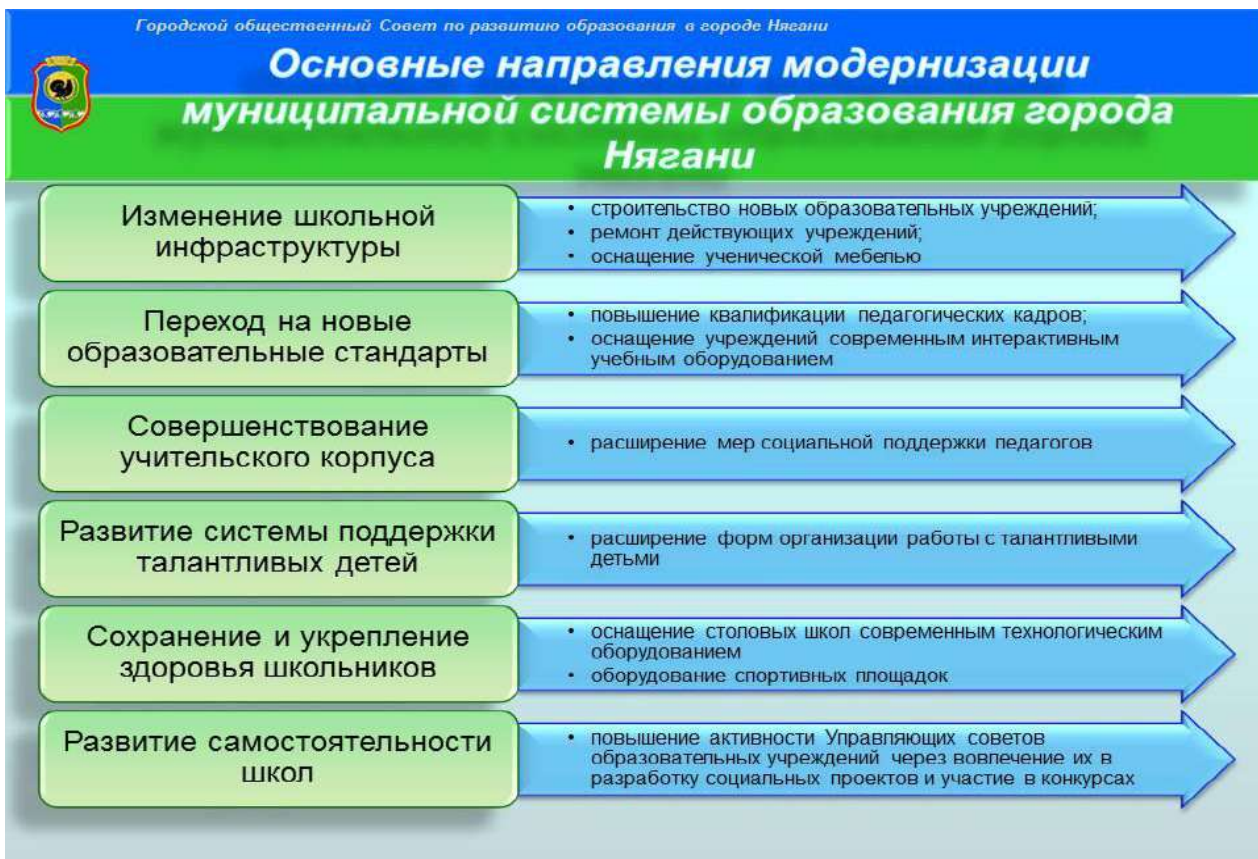 Городской общественный Совет по развитию образования в городе Нягани
Основные направления модернизации
муниципальной системы образования города
Нягани
Изменение школьной
инфраструктуры
• строительство новых образовательных учреждений;
• ремонт действующих учреждений;
• оснащение ученической мебелью
Переход на новые
образовательные стандарты
• повышение квалификации педагогических кадров;
• оснащение учреждений современным интерактивным
учебным оборудованием
Совершенствование
учительского корпуса
• расширение мер социальной поддержки педагогов
Развитие системы поддержки
талантливых детей
• расширение форм организации работы с талантливыми
детьми
Сохранение и укрепление
здоровья школьников
• оснащение столовых школ современным технологическим
оборудованием
• оборудование спортивных площадок
Развитие самостоятельности
школ
• повышение активности Управляющих советов
образовательных учреждений через вовлечение их в
разработку социальных проектов и участие в конкурсах